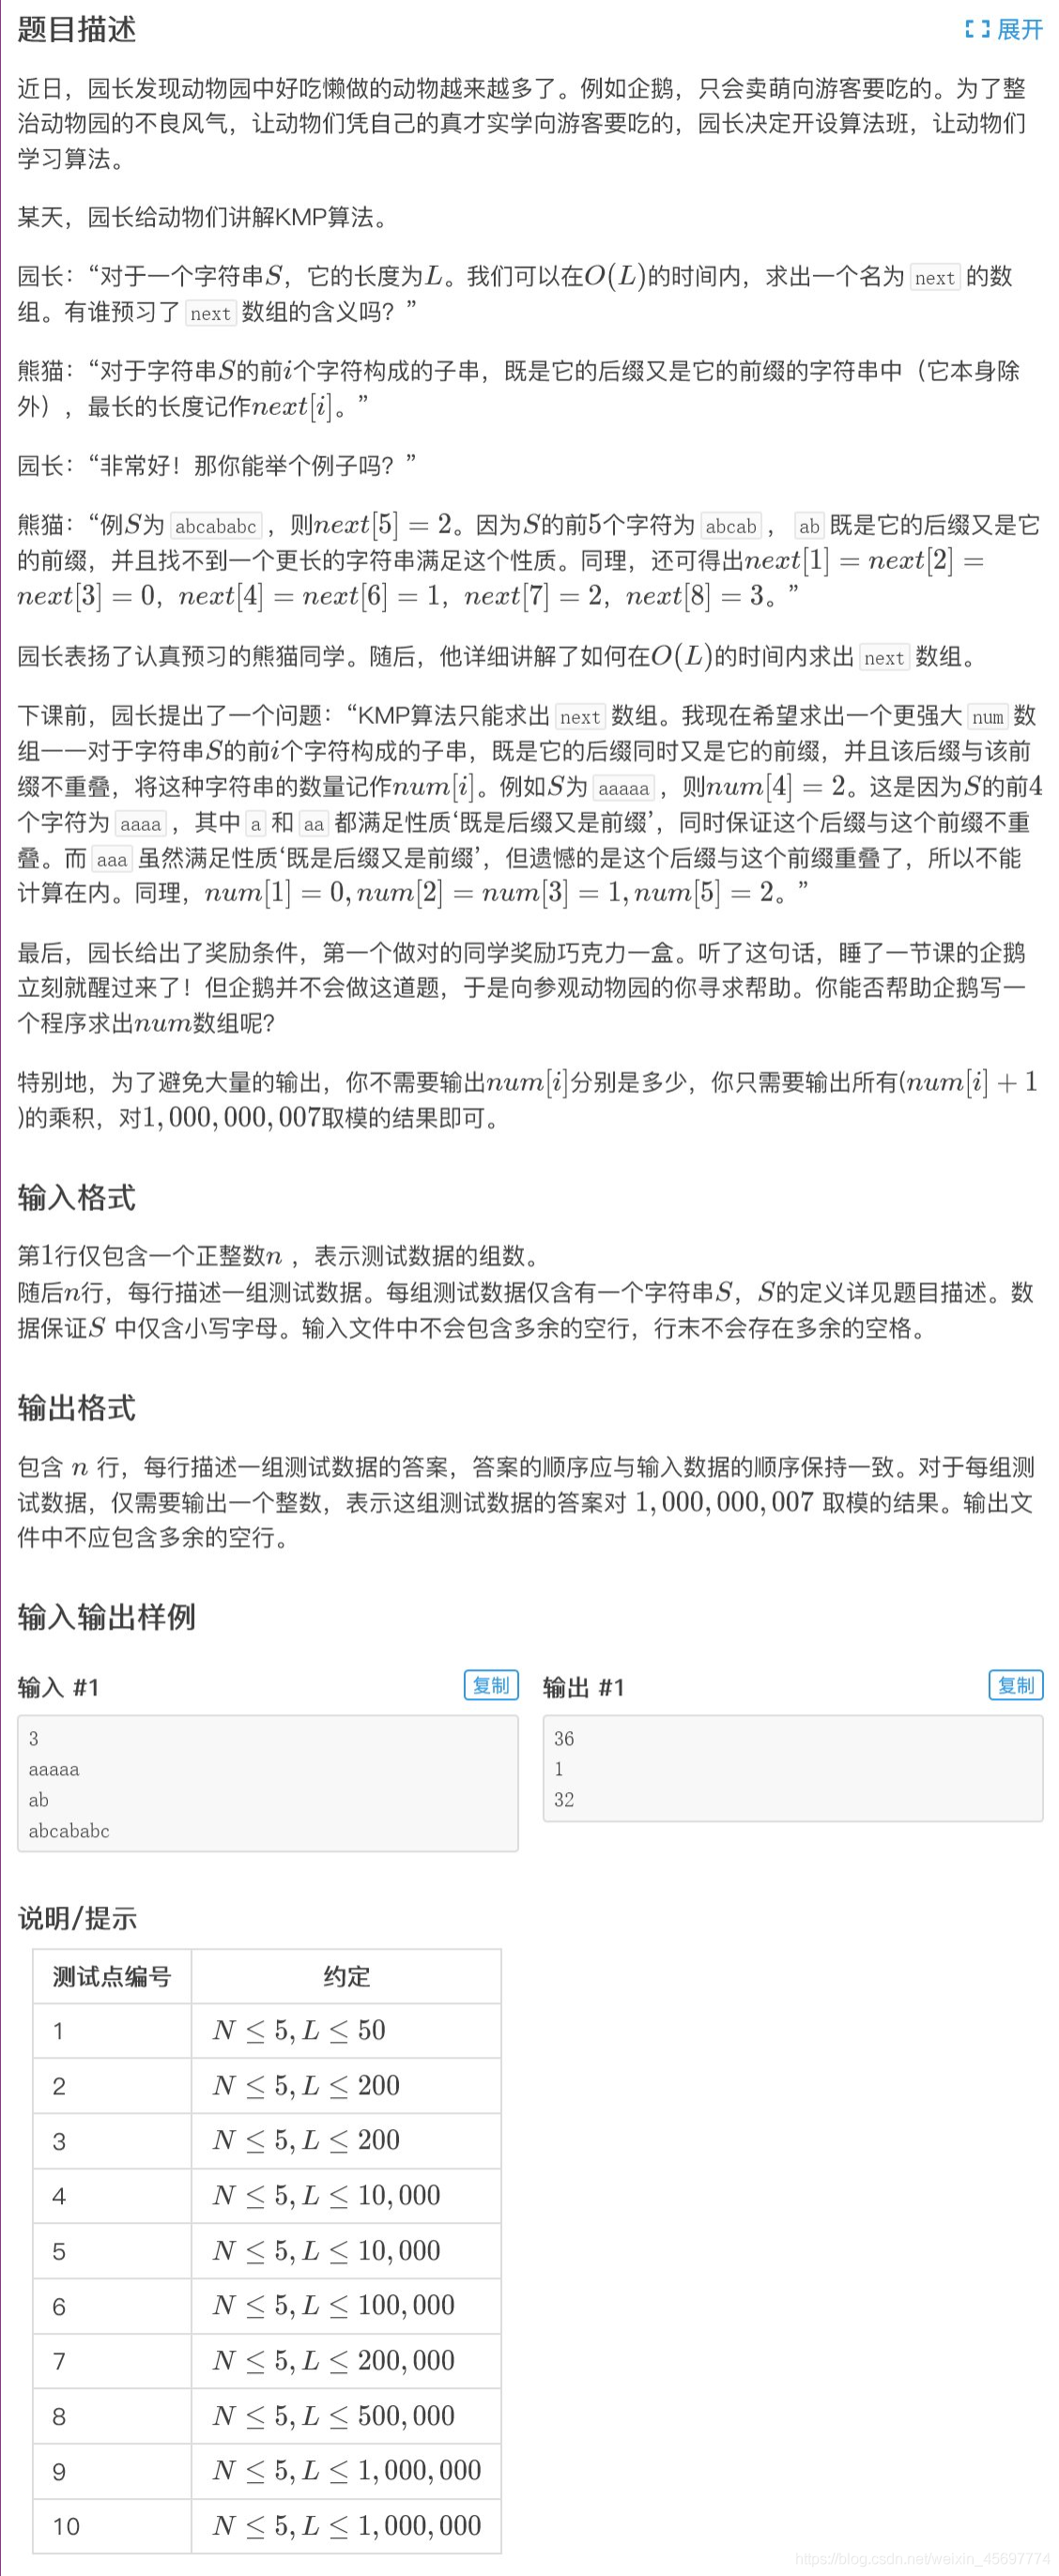 题目描述
展开
近日，园长发现动物园中好吃懒做的动物越来越多了。例如企鹅，只会卖萌向游客要吃的。为了整
治动物园的不良风气，让动物们凭自己的真才实学向游客要吃的，园长决定开设算法班，让动物们
学习算法。
某天，园长给动物们讲解KMP算法。
园长：“对于一个字符串S，它的长度为L。我们可以在O(L)的时间内，求出一个名为 next 的数
组。有谁预习了 next 数组的含义吗？”
熊猫：“对于字符串S的前i个字符构成的子串，既是它的后缀又是它的前缀的字符串中（它本身除
外），最长的长度记作next[i]。”
园长：“非常好！那你能举个例子吗？”
熊猫：“例S为 abcababc ，则next[5] = 2。因为S的前5个字符为 abcab ， ab 既是它的后缀又是它
的前缀，并且找不到一个更长的字符串满足这个性质。同理，还可得出next[1] = next[2] =
next[3] = 0，next[4] = next[6] = 1，next[7] = 2，next[8] = 3。”
园长表扬了认真预习的熊猫同学。随后，他详细讲解了如何在O(L)的时间内求出 next 数组。
下课前，园长提出了一个问题：“KMP算法只能求出 next 数组。我现在希望求出一个更强大 num 数
组一一对于字符串S的前i个字符构成的子串，既是它的后缀同时又是它的前缀，并且该后缀与该前
缀不重叠，将这种字符串的数量记作num[i]。例如S为 aaaaa ，则num[4] = 2。这是因为S的前4
个字符为 aaaa ，其中 a 和 aa 都满足性质‘既是后缀又是前缀’，同时保证这个后缀与这个前缀不重
叠。而 aaa 虽然满足性质‘既是后缀又是前缀’，但遗憾的是这个后缀与这个前缀重叠了，所以不能
计算在内。同理，num[1] = 0, num[2] = num[3] = 1, num[5] = 2。”
最后，园长给出了奖励条件，第一个做对的同学奖励巧克力一盒。听了这句话，睡了一节课的企鹅
立刻就醒过来了！但企鹅并不会做这道题，于是向参观动物园的你寻求帮助。你能否帮助企鹅写一
个程序求出num数组呢？
特别地，为了避免大量的输出，你不需要输出num[i]分别是多少，你只需要输出所有(num[i] + 1
)的乘积，对1,000,000,007取模的结果即可。
输入格式
第1行仅包含一个正整数n ，表示测试数据的组数。
随后n行，每行描述一组测试数据。每组测试数据仅含有一个字符串S，S的定义详见题目描述。数
据保证S 中仅含小写字母。输入文件中不会包含多余的空行，行末不会存在多余的空格。
输出格式
包含 n 行，每行描述一组测试数据的答案，答案的顺序应与输入数据的顺序保持一致。对于每组测
试数据，仅需要输出一个整数，表示这组测试数据的答案对 1,000,000,007 取模的结果。输出文
件中不应包含多余的空行。
输入输出样例
输入 #1
复制
3
aaaaa
ab
abcababc
输出 #1
复制
36
1
32
说明/提示
测试点编号 约定
1 N ≤ 5, L ≤ 50
2 N ≤ 5, L ≤ 200
3 N ≤ 5, L ≤ 200
4 N ≤ 5, L ≤ 10,000
5 N ≤ 5, L ≤ 10,000
6 N ≤ 5, L ≤ 100,000
7 N ≤ 5, L ≤ 200,000
8 N ≤ 5, L ≤ 500,000
9 N ≤ 5, L ≤ 1,000,000
10 N ≤ 5, L ≤ 1,000,000
https://blog.csdn.net/weixin_45697774